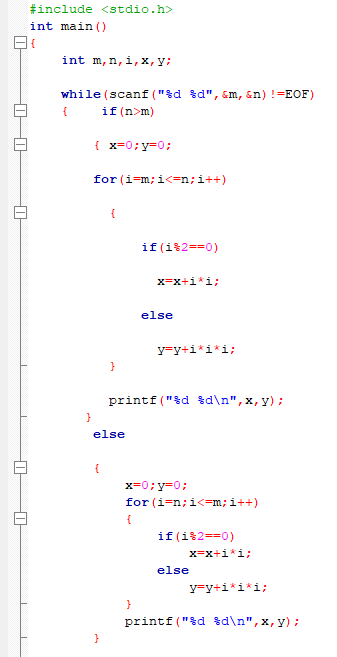 #include <stdio.h>
int main()
{
int m,n,i,x,y;
while(scanf("%d %d",&m,&n)!=EOF)
{ if(n>m)
{ x=0;y=0;
for(i=m;i<=n;i++)
{
if(i%2==0)
x=x+i*i;
else
y=y+i*i*i;
}
printf("%d %d\n",x,y);
}
else
{
x=0;y=0;
for(i=n;i<=m;i++)
{
if(i%2==0)
x=x+i*i;
else
y=y+i*i*i;
}
printf("%d %d\n",x,y);
}